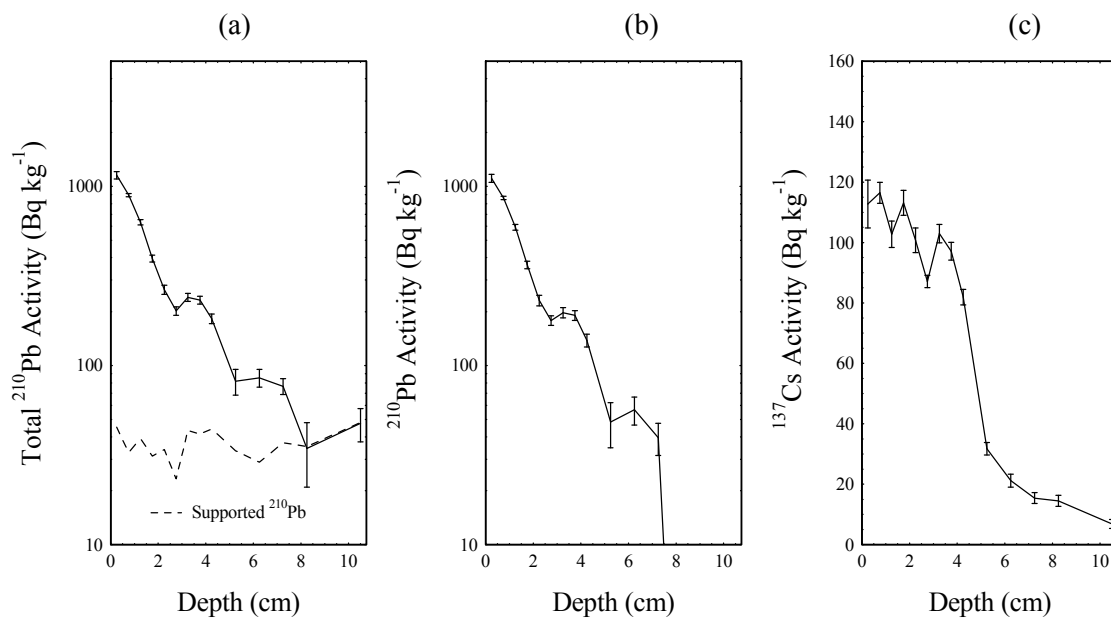 (a)
Total ²¹⁰Pb Activity (Bq kg⁻¹)
1000
100
10
0 2 4 6 8 10
Depth (cm)
Supported ²¹⁰Pb
(b)
²¹⁰Pb Activity (Bq kg⁻¹)
1000
100
10
0 2 4 6 8 10
Depth (cm)
(c)
¹³⁷Cs Activity (Bq kg⁻¹)
160
140
120
100
80
60
40
20
0
0 2 4 6 8 10
Depth (cm)